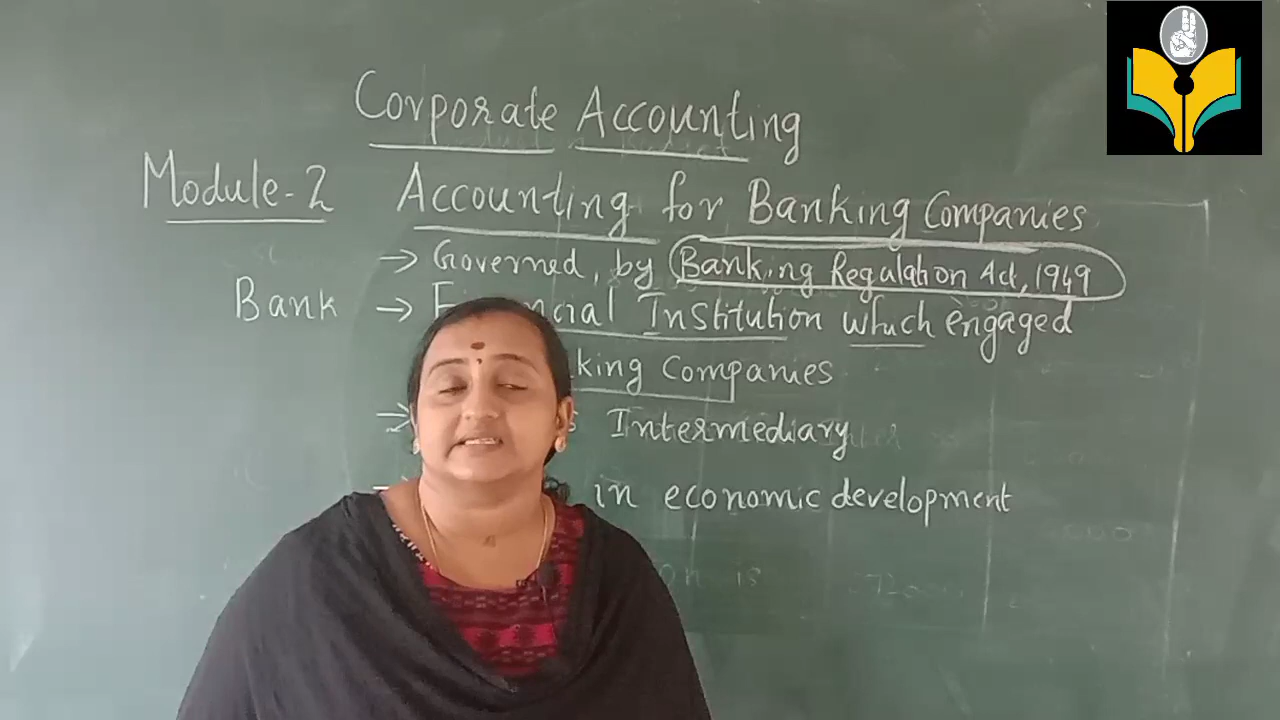 Corporate Accounting
Module-2 Accounting for Banking Companies
→ Governed by Banking Regulation Act, 1949
Bank → Financial Institution which engaged
Companies
Intermediary
in economic development
is